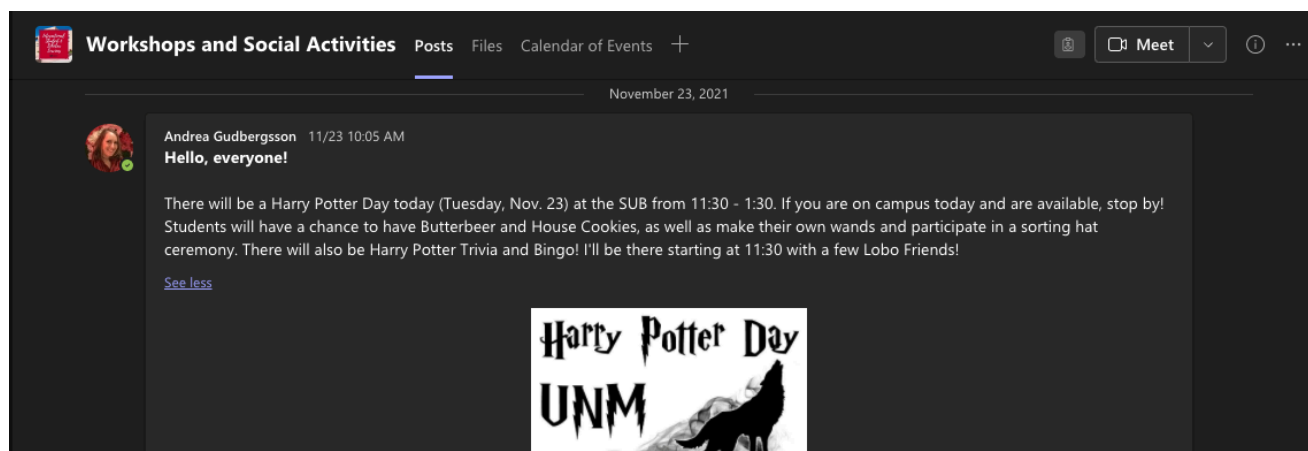 Workshops and Social Activities Posts Files Calendar of Events Meet
November 23, 2021
Andrea Gudbergsson 11/23 10:05 AM
Hello, everyone!
There will be a Harry Potter Day today (Tuesday, Nov. 23) at the SUB from 11:30 - 1:30. If you are on campus today and are available, stop by!
Students will have a chance to have Butterbeer and House Cookies, as well as make their own wands and participate in a sorting hat
ceremony. There will also be Harry Potter Trivia and Bingo! I'll be there starting at 11:30 with a few Lobo Friends!
See less
Harry Potter Day
UNM